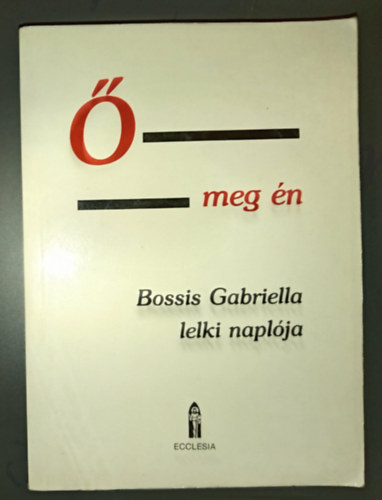 Ő
meg én
Bossis Gabriella
lelki naplója
ECCLESIA